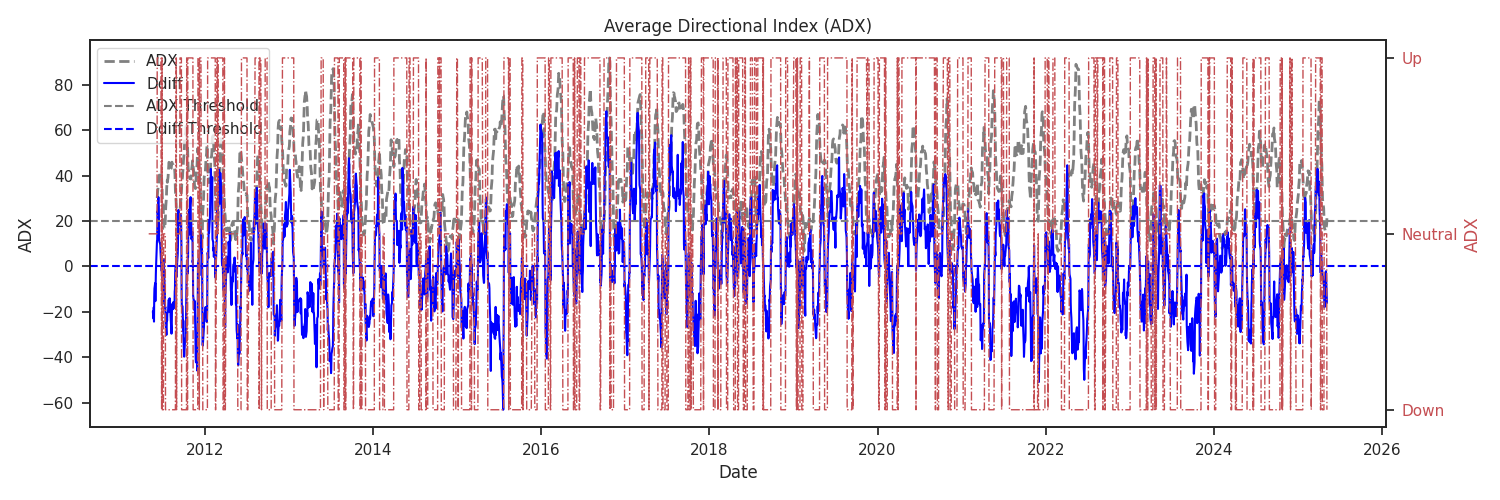 Average Directional Index (ADX)
ADX
Ddiff
ADX Threshold
Ddiff Threshold
80
60
40
20
0
−20
−40
−60
ADX
Up
Neutral
Down
ADX
2012
2014
2016
2018
2020
2022
2024
2026
Date